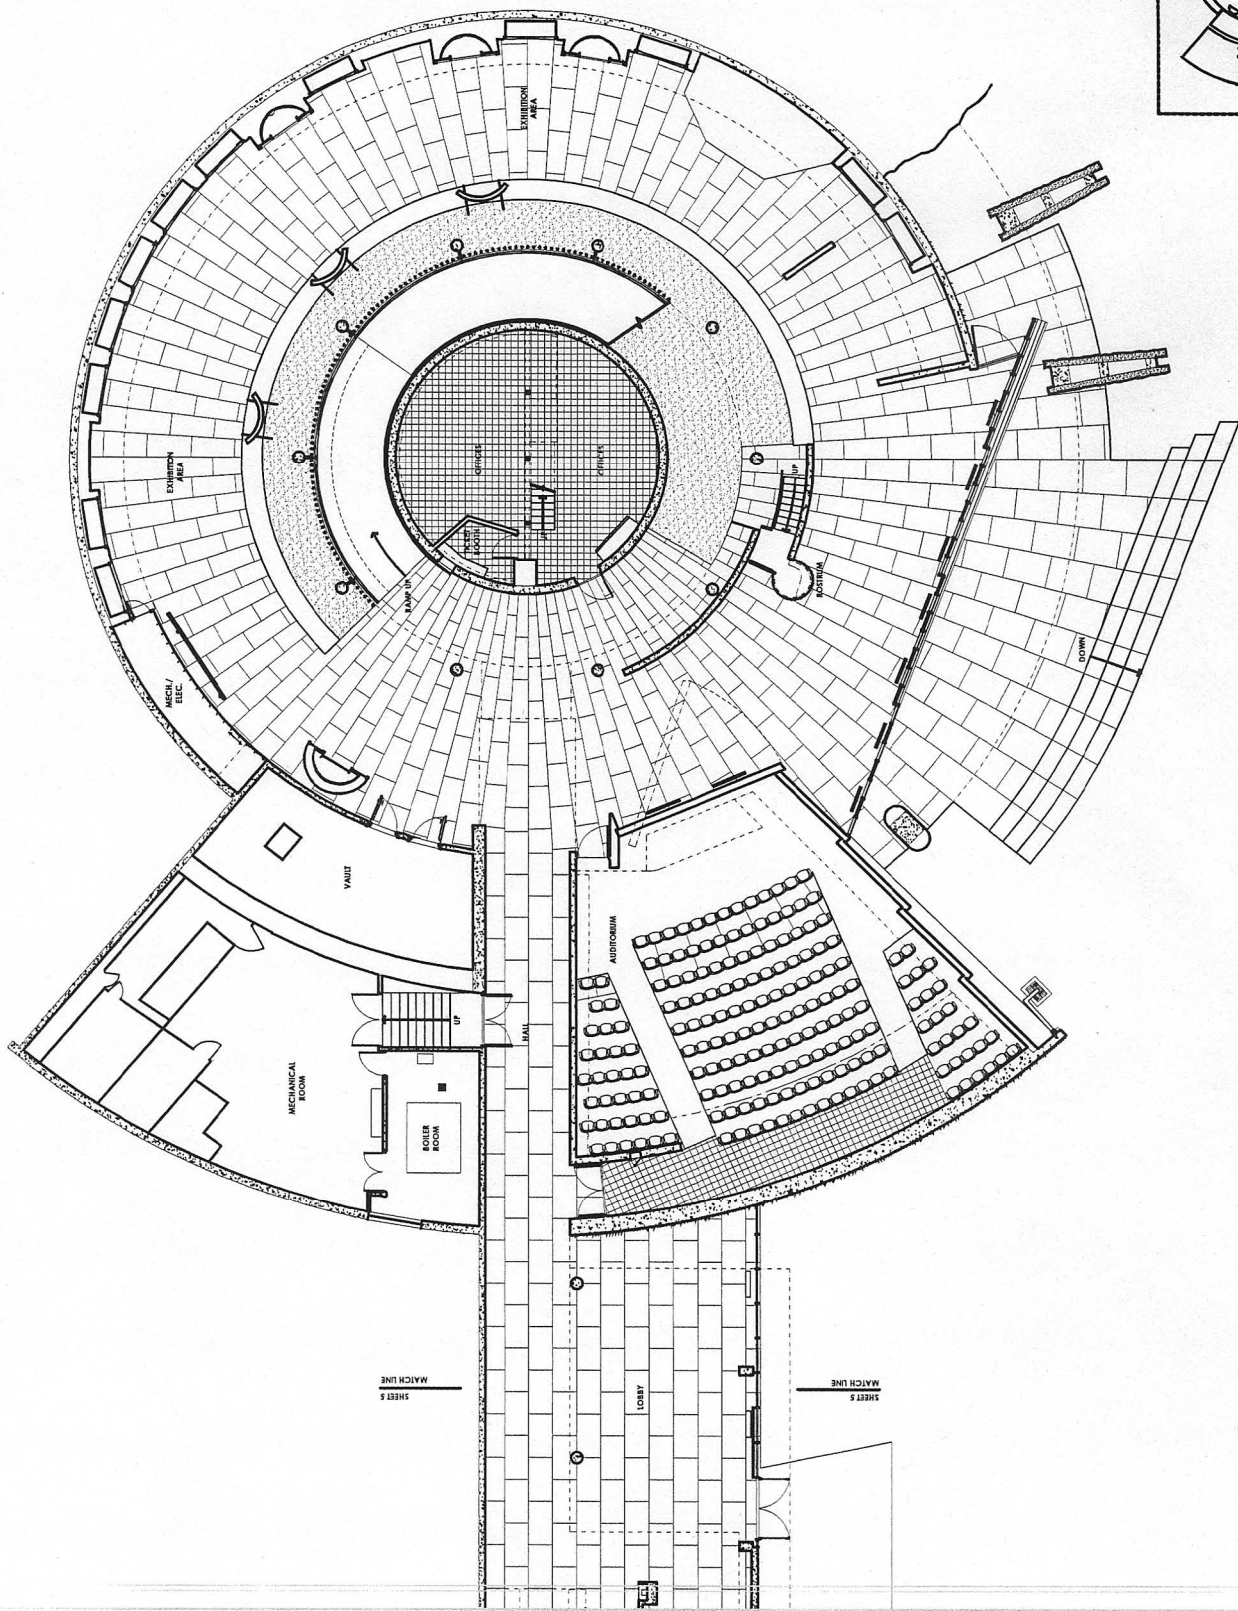 EXHIBITION
AREA
EXHIBITION
AREA
OFFICES
OFFICES
TICKET
BOOTH
UP
UP
RAMP UP
ROSTRUM
MECH./
ELEC.
DOWN
VAULT
AUDITORIUM
UP
HALL
MECHANICAL
ROOM
BOILER
ROOM
LOBBY
SHEET 5
MATCH LINE
SHEET 5
MATCH LINE